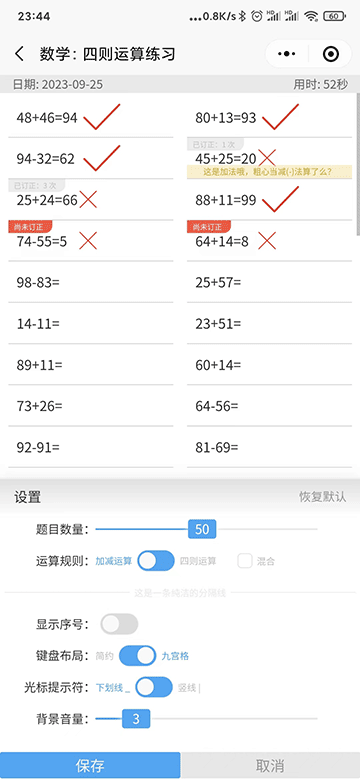 23:44 ...0.8K/s HD HD 60
数学：四则运算练习
日期: 2023-09-25 用时: 52秒
48+46=94 80+13=93
已订正：1 次
94-32=62 45+25=20
这是加法哦，粗心当减(-)法算了么？
已订正：3 次
25+24=66 88+11=99
尚未订正 尚未订正
74-55=5 64+14=8
98-83= 25+57=
14-11= 23+51=
89+11= 60+14=
73+26= 64-56=
92-91= 81-69=
设置 恢复默认
题目数量： 50
运算规则： 加减运算 四则运算 混合
这是一条纯洁的分隔线
显示序号：
键盘布局： 简约 九宫格
光标提示符： 下划线 _ 竖线 |
背景音量： 3
保存 取消